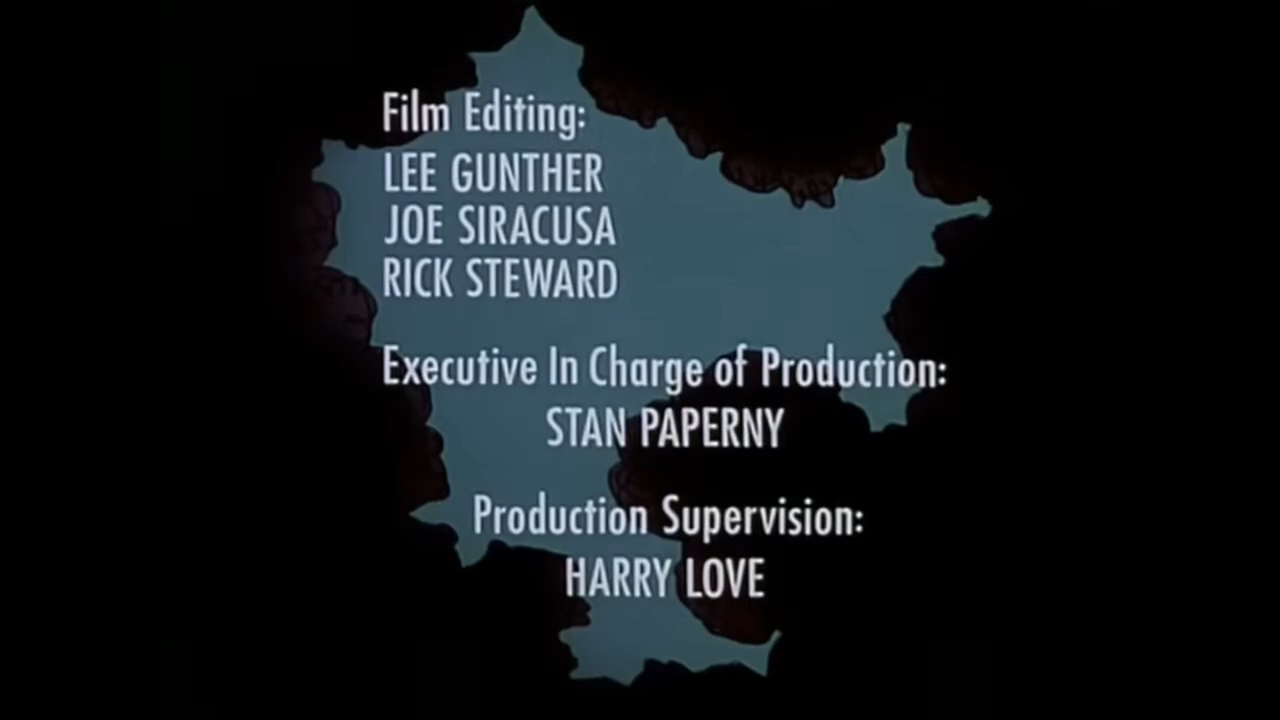 Film Editing:
LEE GUNTHER
JOE SIRACUSA
RICK STEWARD
Executive In Charge of Production:
STAN PAPERNY
Production Supervision:
HARRY LOVE